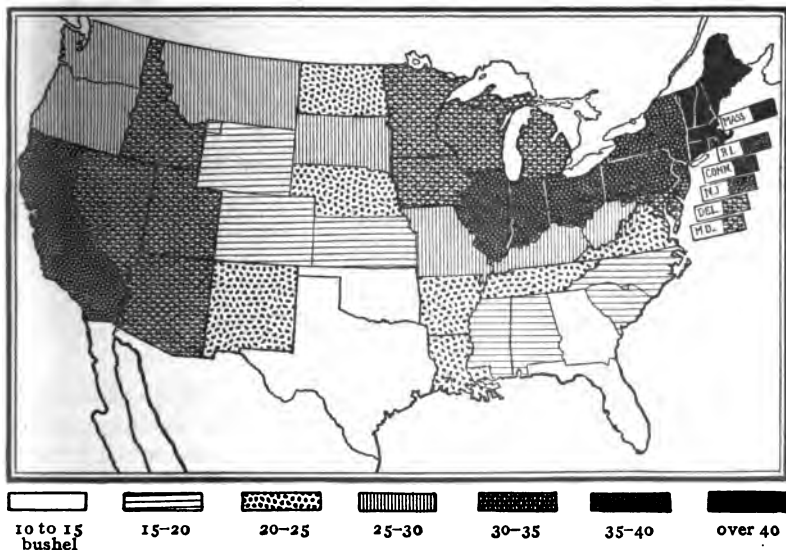 MASS
R.I.
CONN.
N.J.
DEL.
M.D.
10 to 15
bushel
15-20
20-25
25-30
30-35
35-40
over 40